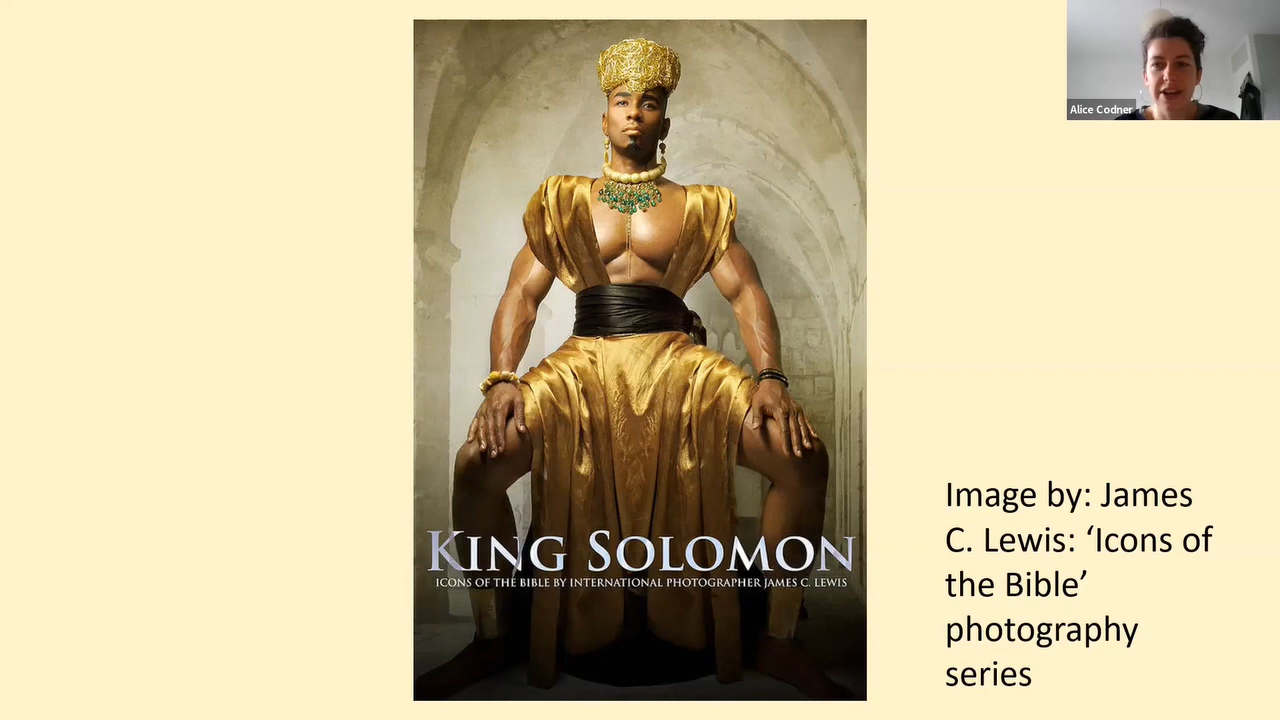 Alice Codner
KING SOLOMON
ICONS OF THE BIBLE BY INTERNATIONAL PHOTOGRAPHER JAMES C. LEWIS
Image by: James
C. Lewis: ‘Icons of
the Bible’
photography
series